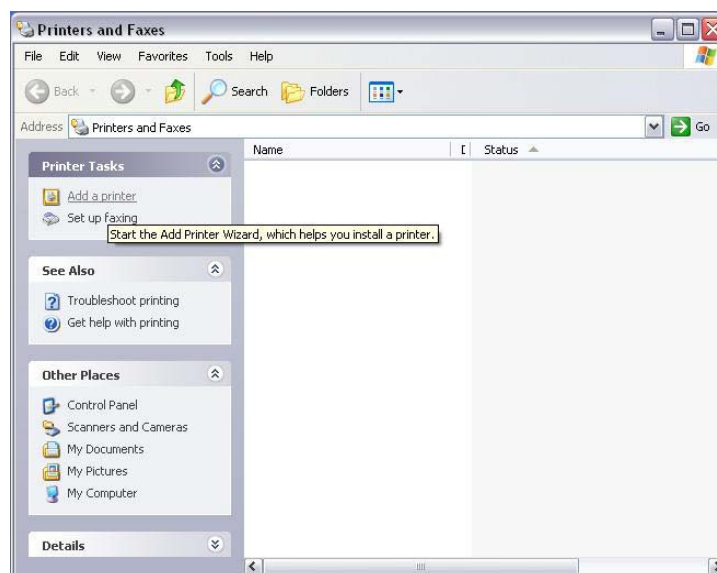 Printers and Faxes
File Edit View Favorites Tools Help
Back Search Folders
Address Printers and Faxes Go
Name D Status
Printer Tasks
Add a printer
Set up faxing
Start the Add Printer Wizard, which helps you install a printer.
See Also
Troubleshoot printing
Get help with printing
Other Places
Control Panel
Scanners and Cameras
My Documents
My Pictures
My Computer
Details